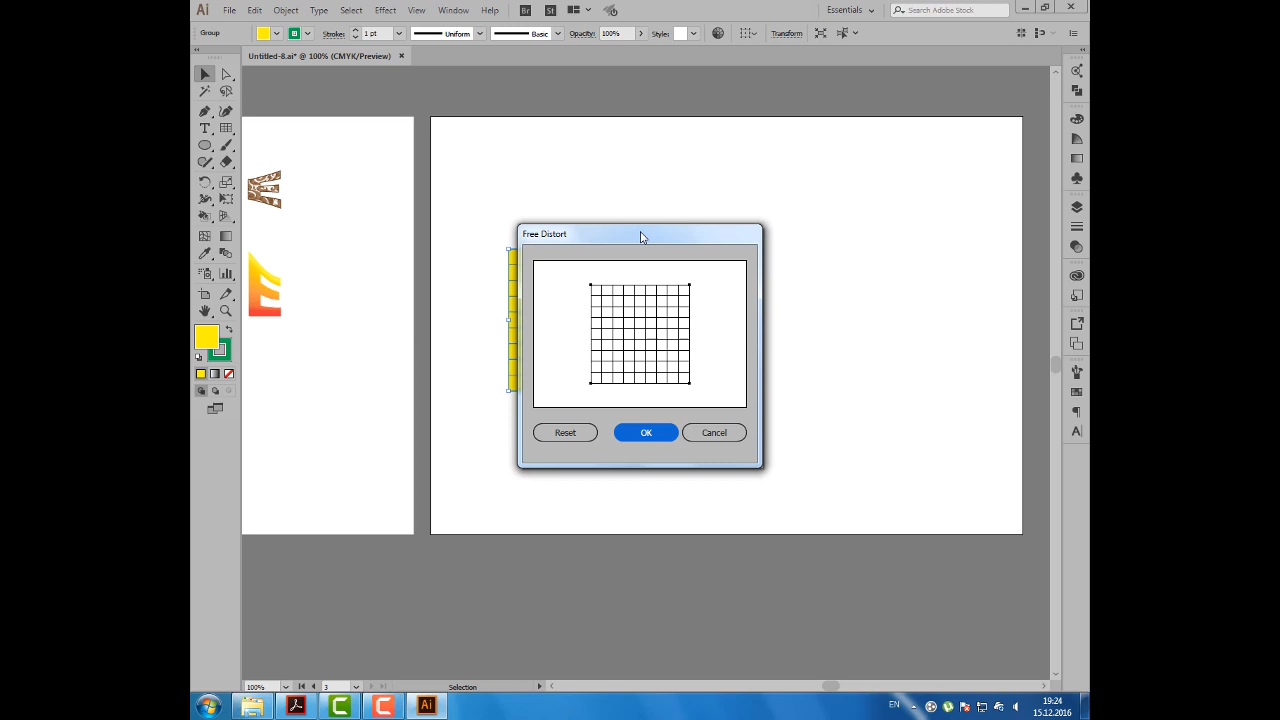 Ai File Edit Object Type Select Effect View Window Help Br St Essentials Search Adobe Stock
Group Strokes: 1 pt Uniform Basic Opacity: 100% Style: Transform
Untitled-8.ai* @ 100% (CMYK/Preview)
E
Free Distort
Reset OK Cancel
100% 3 Selection
Ai EN 19:24
15.12.2016